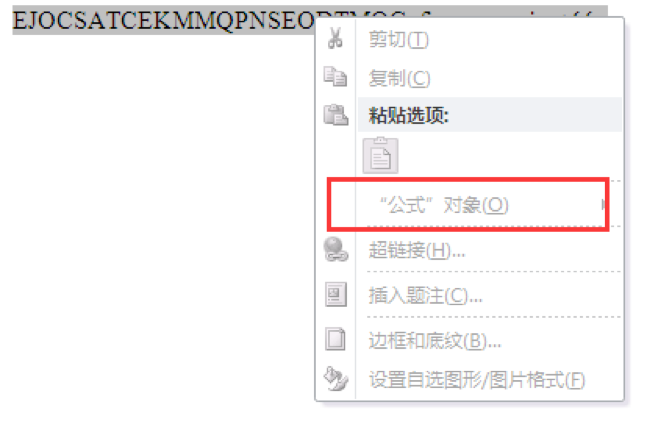 EJOCSATCEKMMQPNSEO
剪切(T)
复制(C)
粘贴选项:
“公式” 对象(O)
超链接(H)...
插入题注(C)...
边框和底纹(B)...
设置自选图形/图片格式(F)